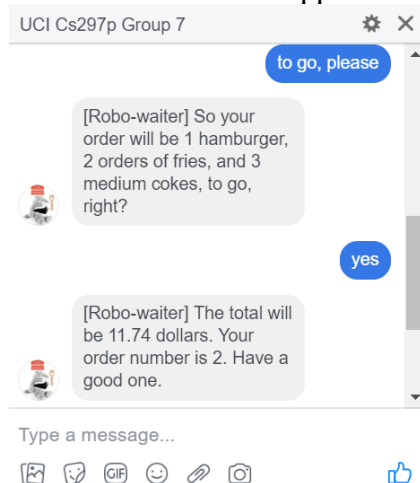 UCI Cs297p Group 7
to go, please
[Robo-waiter] So your
order will be 1 hamburger,
2 orders of fries, and 3
medium cokes, to go,
right?
yes
[Robo-waiter] The total will
be 11.74 dollars. Your
order number is 2. Have a
good one.
Type a message...
GIF